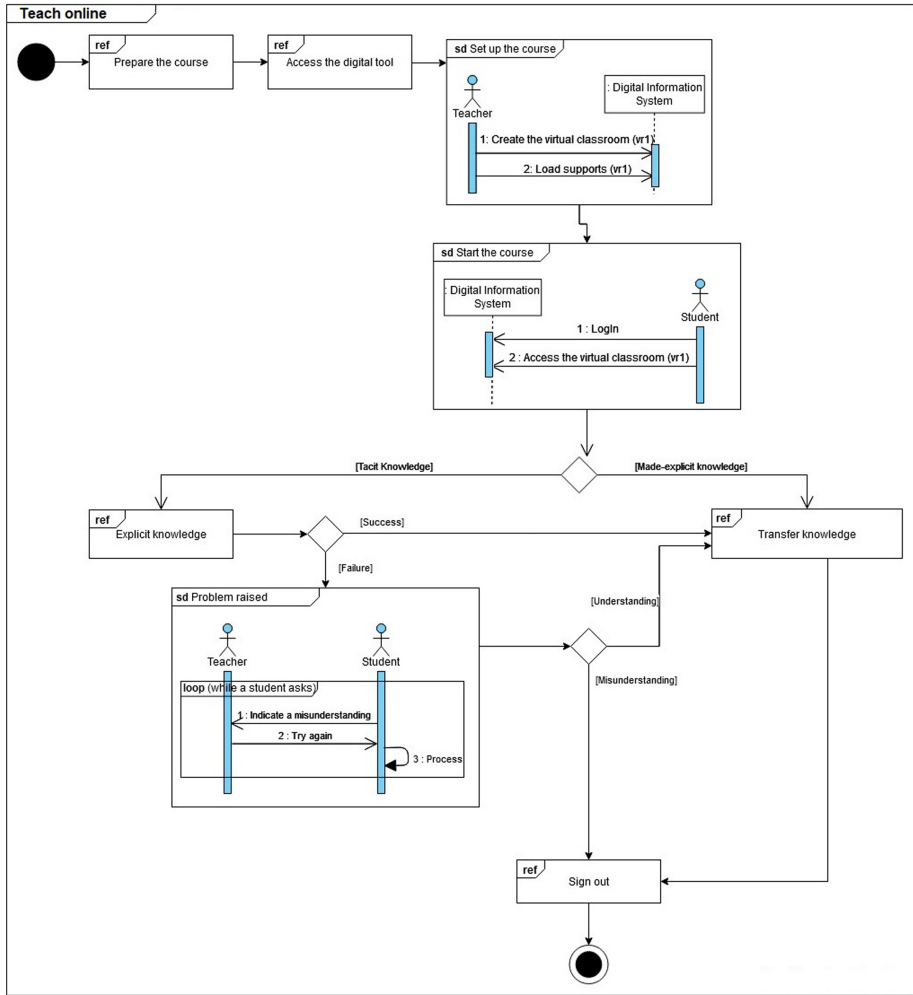 Teach online
ref
Prepare the course
ref
Access the digital tool
sd Set up the course
Teacher
: Digital Information
System
1: Create the virtual classroom (vr1)
2: Load supports (vr1)
sd Start the course
: Digital Information
System
Student
1 : LogIn
2 : Access the virtual classroom (vr1)
[Tacit Knowledge]
[Made-explicit knowledge]
ref
Explicit knowledge
[Success]
ref
Transfer knowledge
[Failure]
sd Problem raised
Teacher
Student
loop (while a student asks)
1 : Indicate a misunderstanding
2 : Try again
3 : Process
[Understanding]
[Misunderstanding]
ref
Sign out